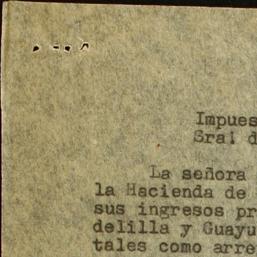 Impues
Sra! d
La señora
la Hacienda de
sus ingresos pr
delilla y Guayu
tales como arre